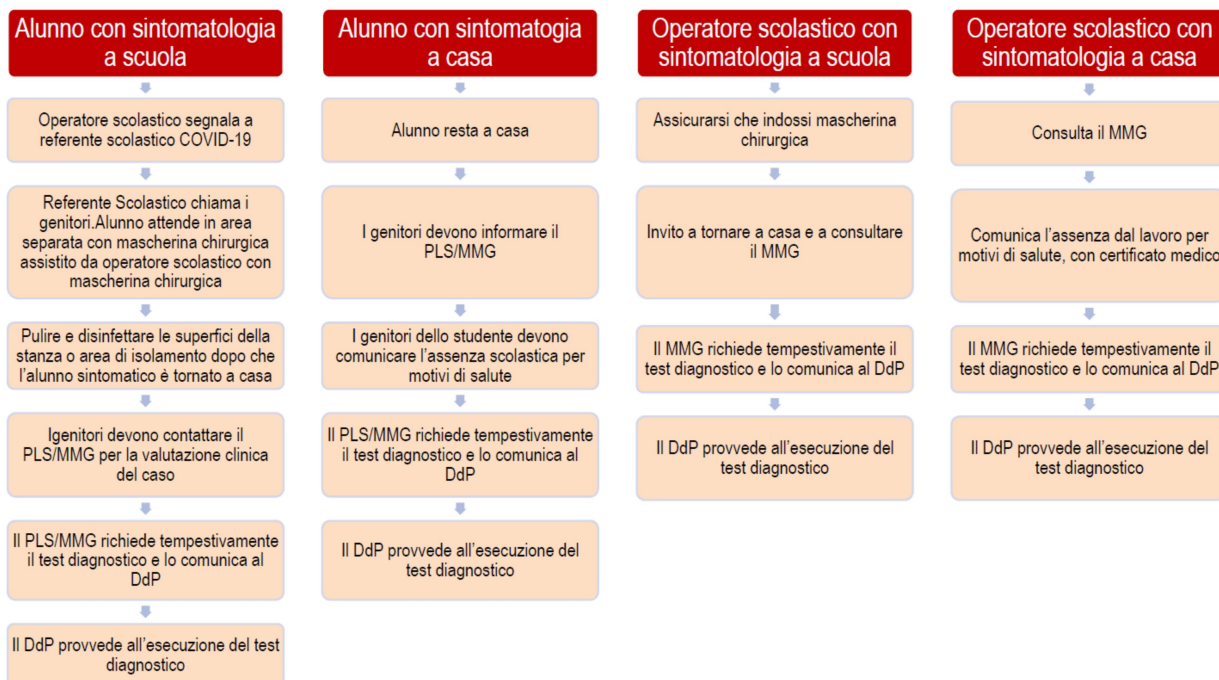 Alunno con sintomatologia
a scuola
Operatore scolastico segnala a
referente scolastico COVID-19
Referente Scolastico chiama i
genitori.Alunno attende in area
separata con mascherina chirurgica
assistito da operatore scolastico con
mascherina chirurgica
Pulire e disinfettare le superfici della
stanza o area di isolamento dopo che
l'alunno sintomatico è tornato a casa
Igenitori devono contattare il
PLS/MMG per la valutazione clinica
del caso
Il PLS/MMG richiede tempestivamente
il test diagnostico e lo comunica al
DdP
Il DdP provvede all'esecuzione del test
diagnostico
Alunno con sintomatogia
a casa
Alunno resta a casa
I genitori devono informare il
PLS/MMG
I genitori dello studente devono
comunicare l'assenza scolastica per
motivi di salute
Il PLS/MMG richiede tempestivamente
il test diagnostico e lo comunica al
DdP
Il DdP provvede all'esecuzione del
test diagnostico
Operatore scolastico con
sintomatologia a scuola
Assicurarsi che indossi mascherina
chirurgica
Invito a tornare a casa e a consultare
il MMG
Il MMG richiede tempestivamente il
test diagnostico e lo comunica al DdP
Il DdP provvede all'esecuzione del
test diagnostico
Operatore scolastico con
sintomatologia a casa
Consulta il MMG
Comunica l'assenza dal lavoro per
motivi di salute, con certificato medico
Il MMG richiede tempestivamente il
test diagnostico e lo comunica al DdP
Il DdP provvede all'esecuzione del
test diagnostico